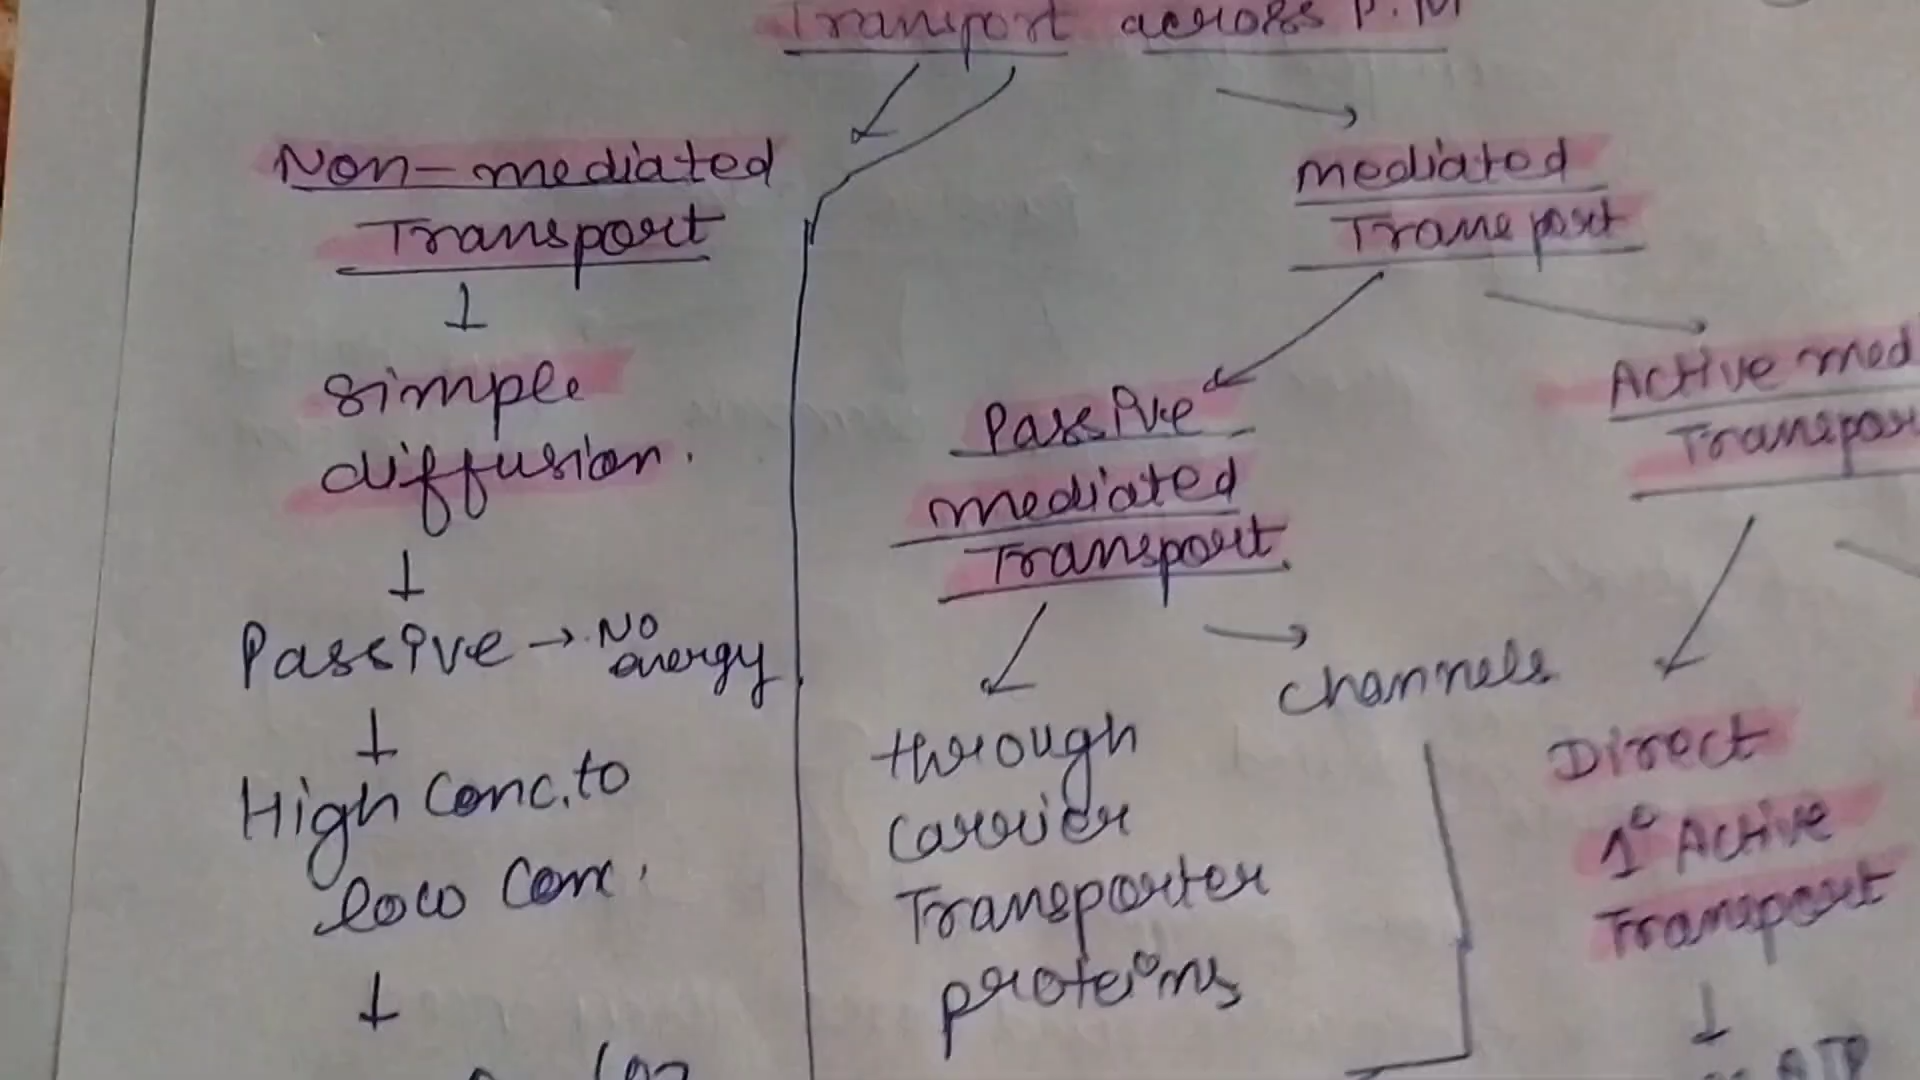 Transport across P.M
Non-mediated
Transport
simple
diffusion.
Passive → No
energy
High Conc. to
low Conc.
mediated
Transport
Passive
mediated
Transport.
through
carrier
Transporter
proteins
channels
Active med
Transpor
Direct
1° Active
Transport
ATP